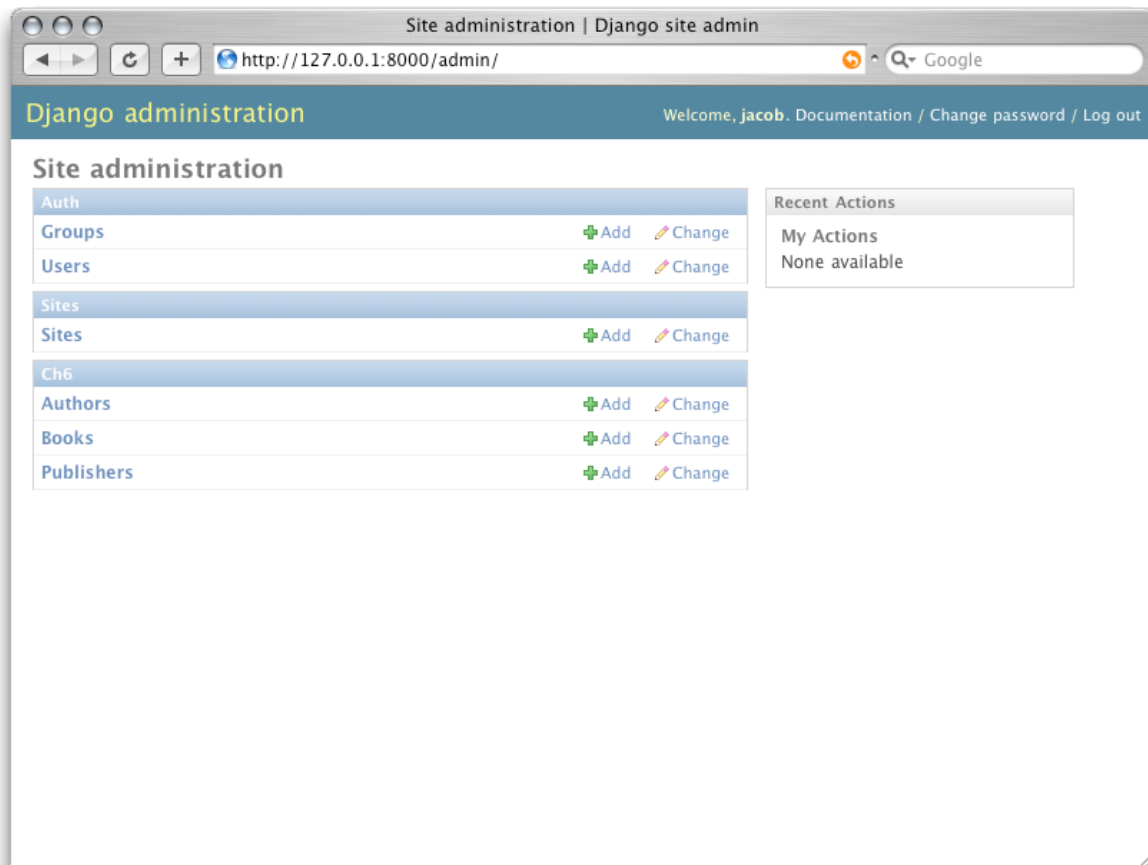 Site administration | Django site admin
http://127.0.0.1:8000/admin/ Google
Django administration
Welcome, jacob. Documentation / Change password / Log out
Site administration
Auth
Groups Add Change
Users Add Change
Sites
Sites Add Change
Ch6
Authors Add Change
Books Add Change
Publishers Add Change
Recent Actions
My Actions
None available